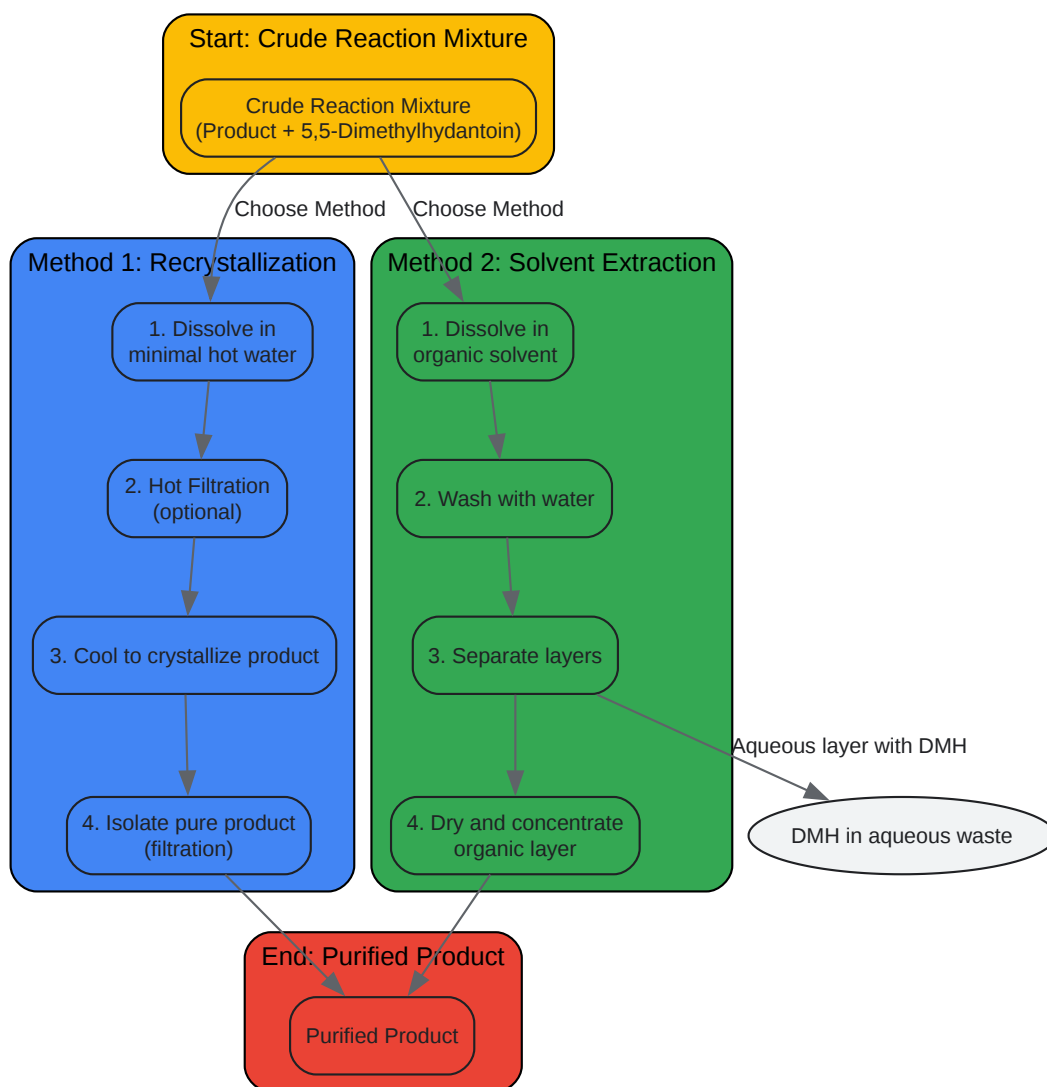 Start: Crude Reaction Mixture
Crude Reaction Mixture
(Product + 5,5-Dimethylhydantoin)
Choose Method
Choose Method
Method 1: Recrystallization
1. Dissolve in
minimal hot water
2. Hot Filtration
(optional)
3. Cool to crystallize product
4. Isolate pure product
(filtration)
Method 2: Solvent Extraction
1. Dissolve in
organic solvent
2. Wash with water
3. Separate layers
Aqueous layer with DMH
4. Dry and concentrate
organic layer
DMH in aqueous waste
End: Purified Product
Purified Product